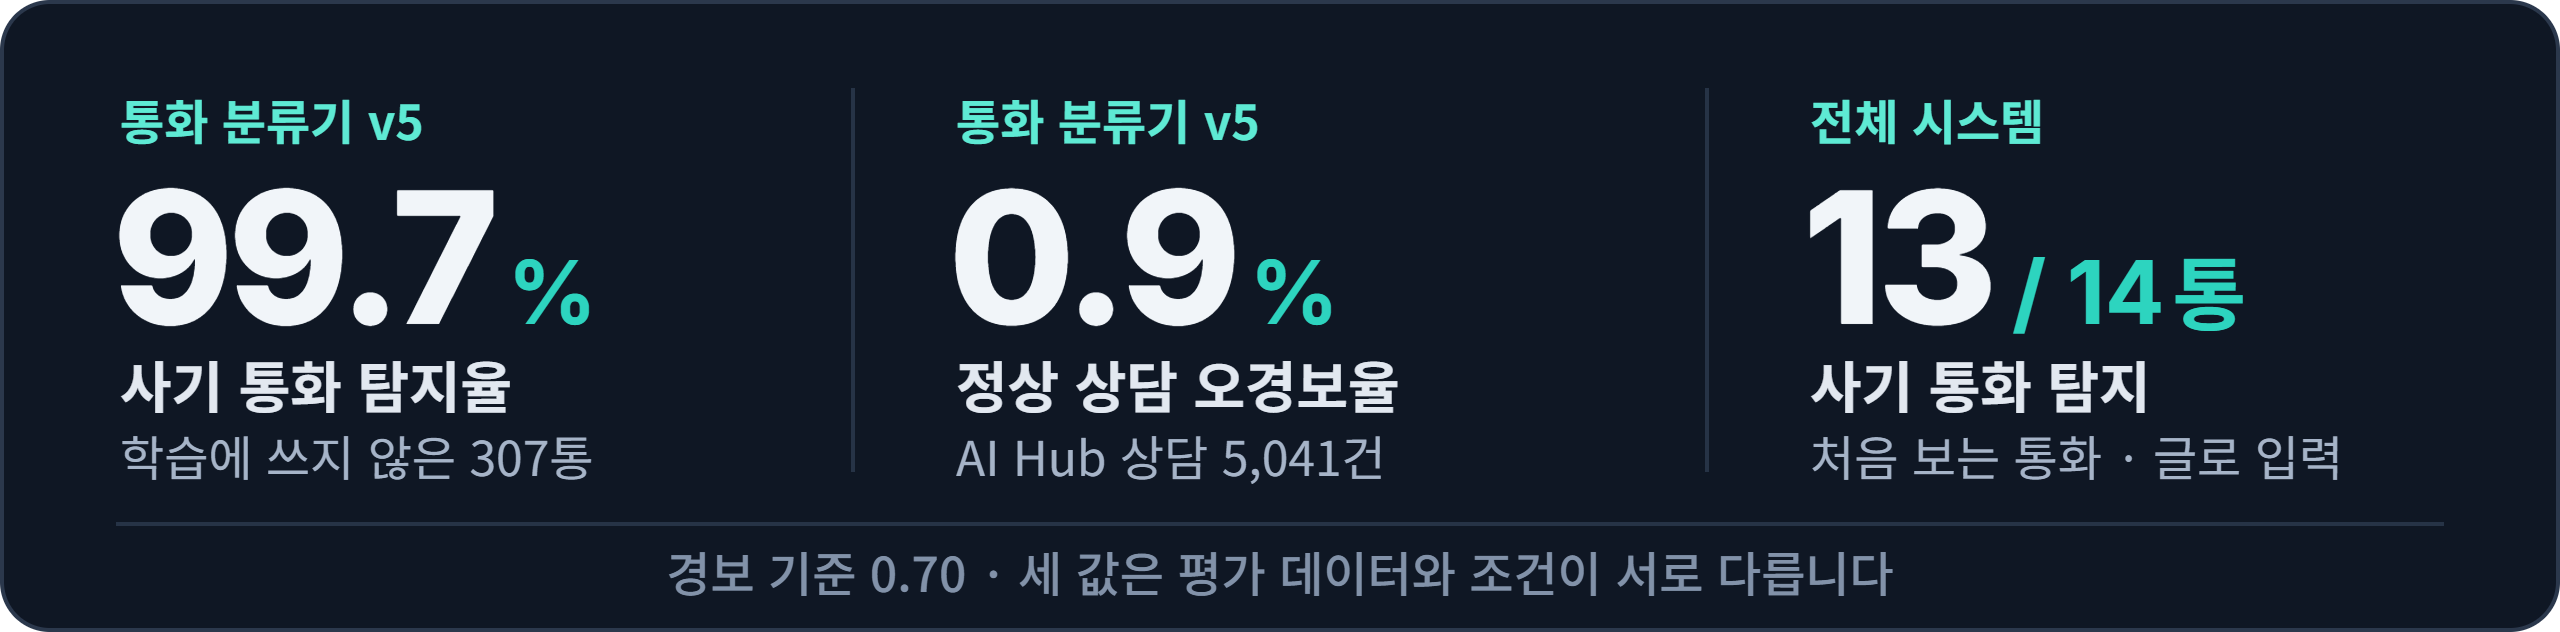 통화 분류기 v5
99.7%
사기 통화 탐지율
학습에 쓰지 않은 307통
통화 분류기 v5
0.9%
정상 상담 오경보율
AI Hub 상담 5,041건
전체 시스템
13 / 14통
사기 통화 탐지
처음 보는 통화 · 글로 입력
경보 기준 0.70 · 세 값은 평가 데이터와 조건이 서로 다릅니다